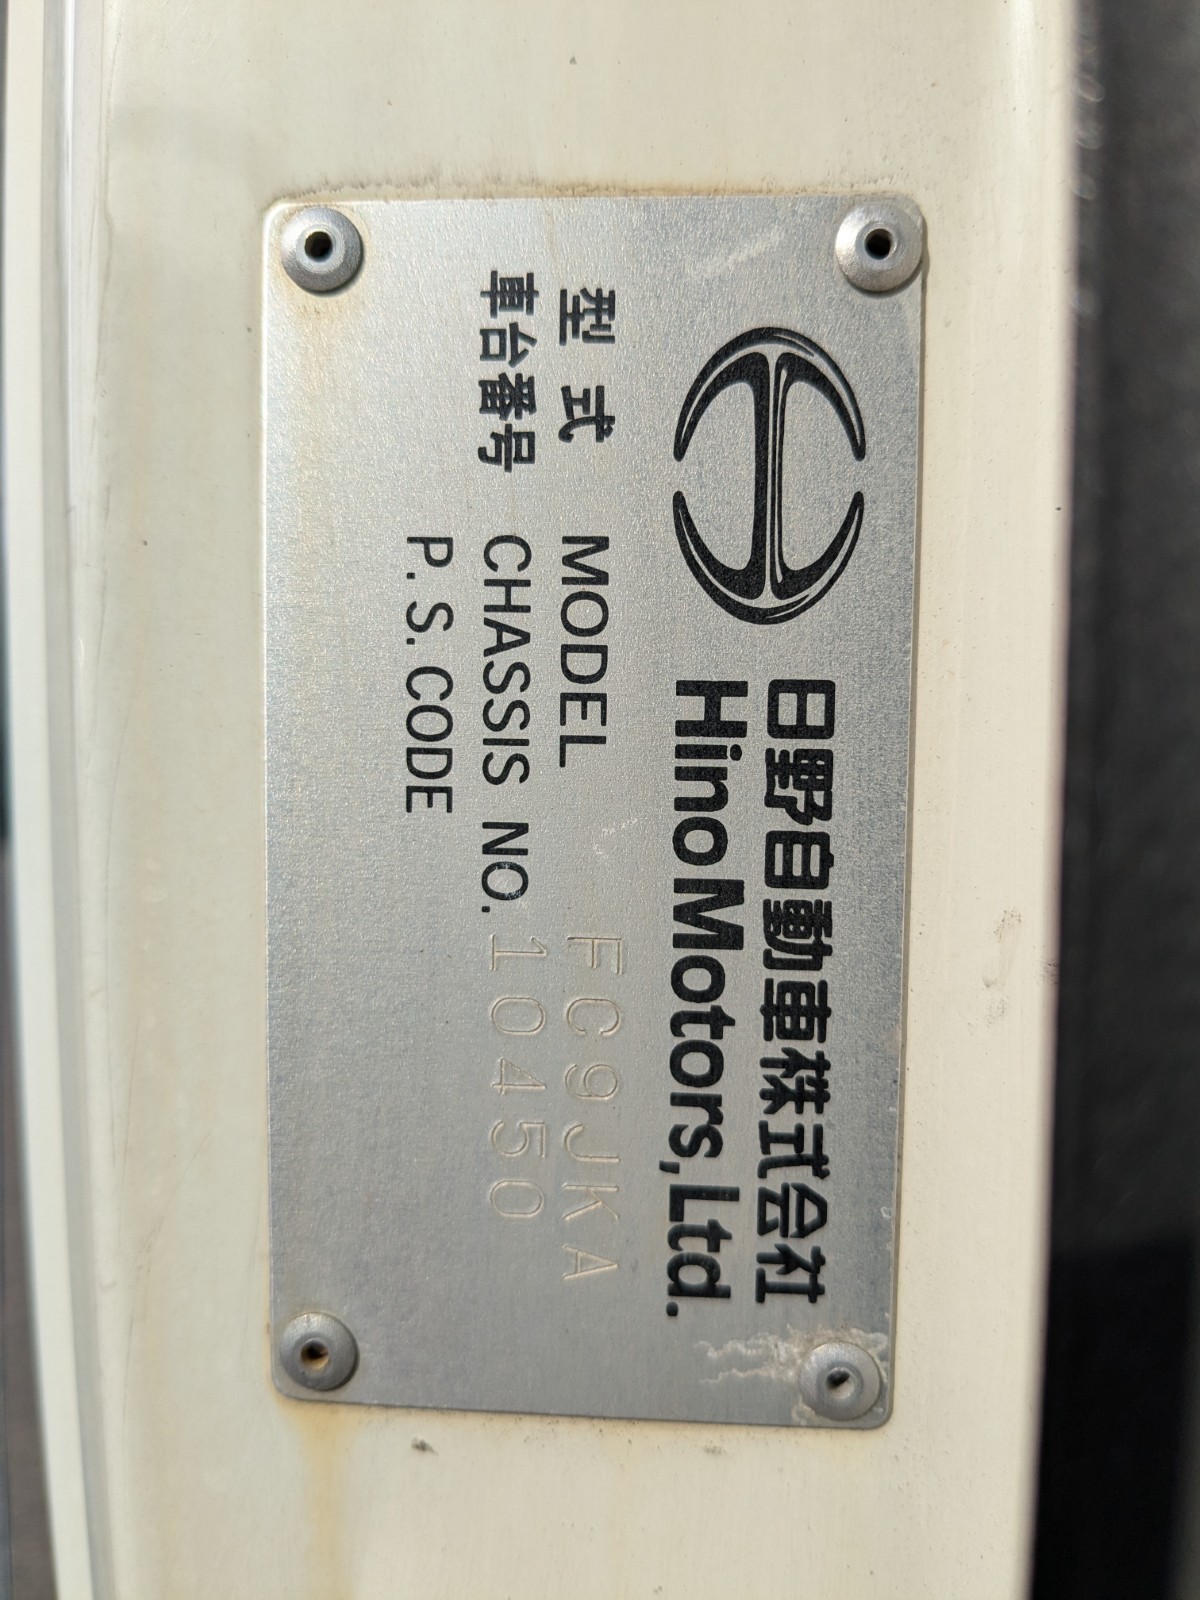 日野自動車株式会社
Hino Motors, Ltd.
型式 MODEL FC9JKA
車台番号 CHASSIS NO. 10450
P. S. CODE